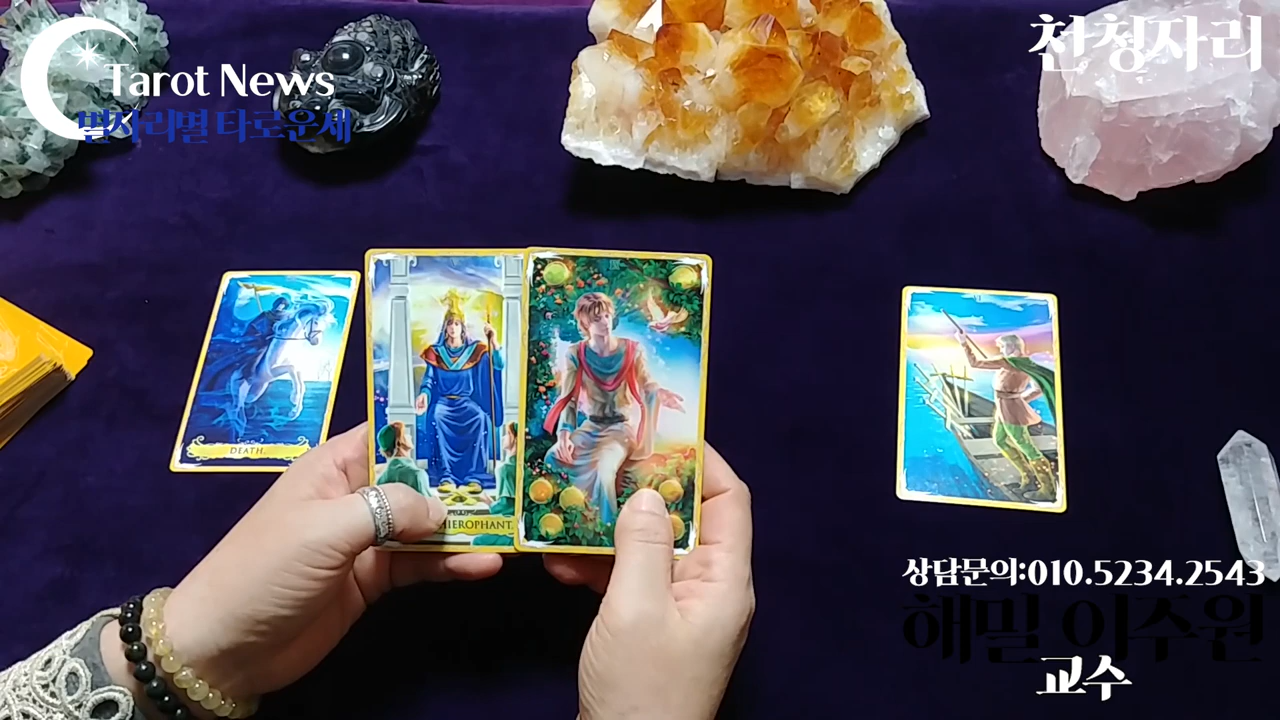 Tarot News
별자리별 타로운세
천칭자리
DEATH.
HIEROPHANT.
상담문의:010.5234.2543
해밀 이주원
교수